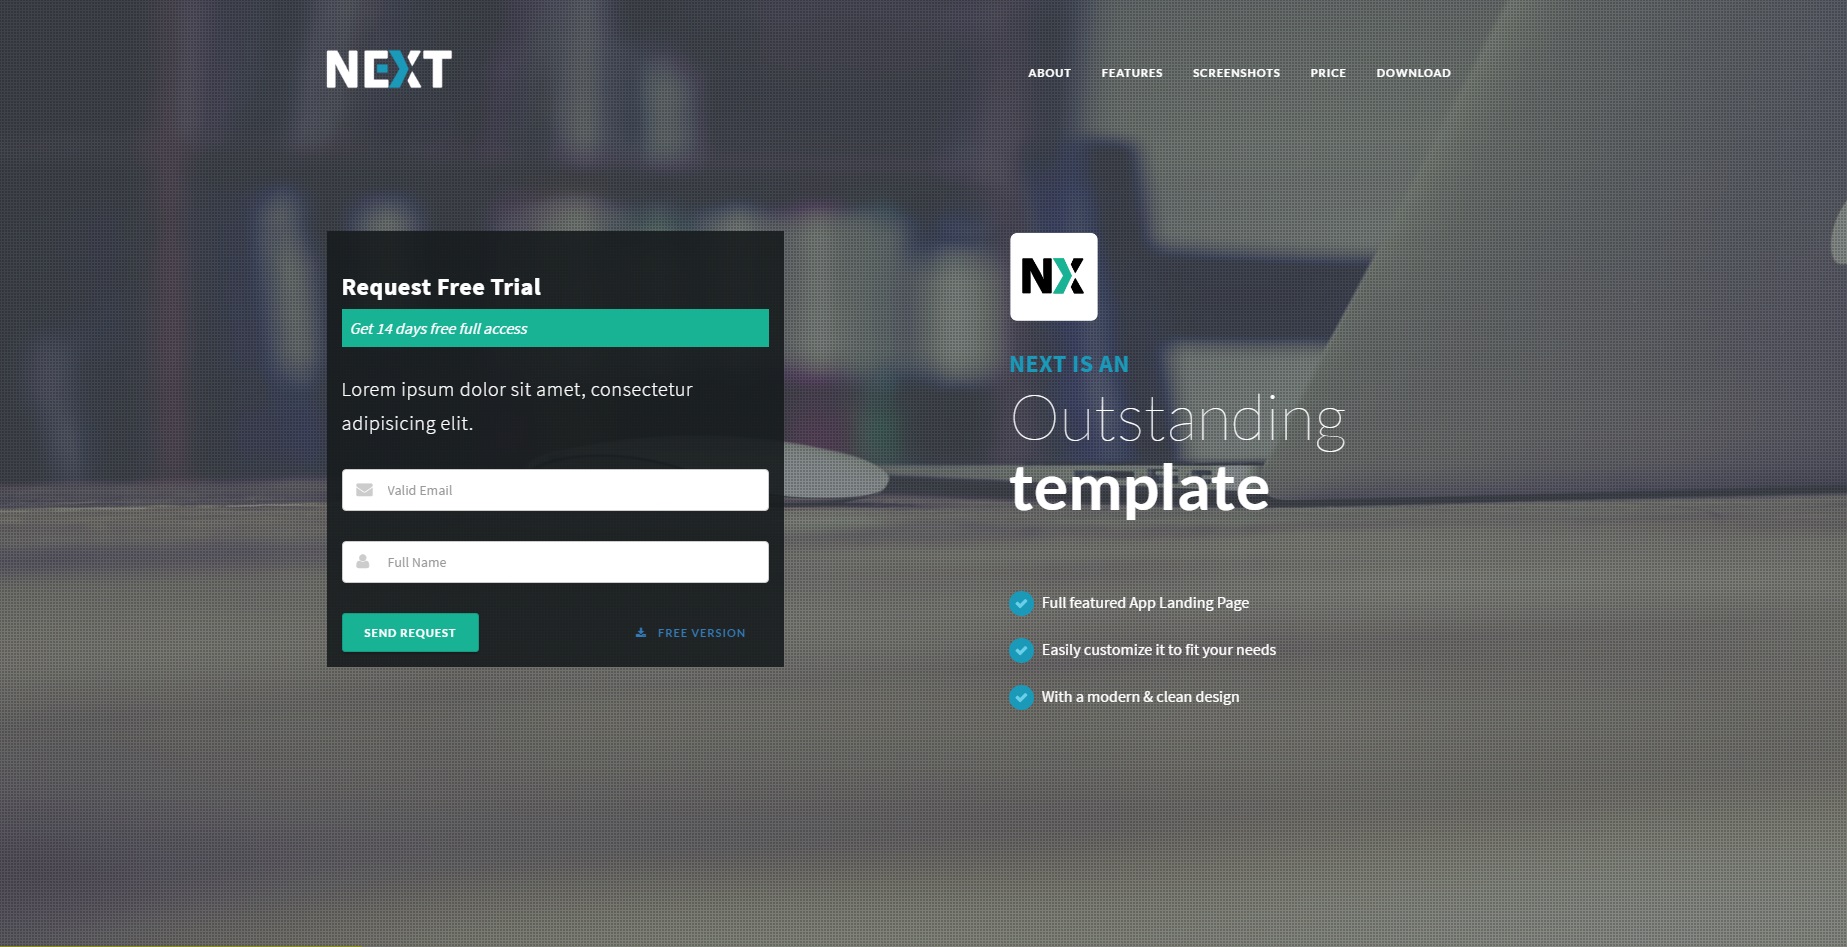 NEXT
ABOUT FEATURES SCREENSHOTS PRICE DOWNLOAD
Request Free Trial
Get 14 days free full access
Lorem ipsum dolor sit amet, consectetur
adipisicing elit.
Valid Email
Full Name
SEND REQUEST FREE VERSION
NX
NEXT IS AN
Outstanding
template
Full featured App Landing Page
Easily customize it to fit your needs
With a modern & clean design